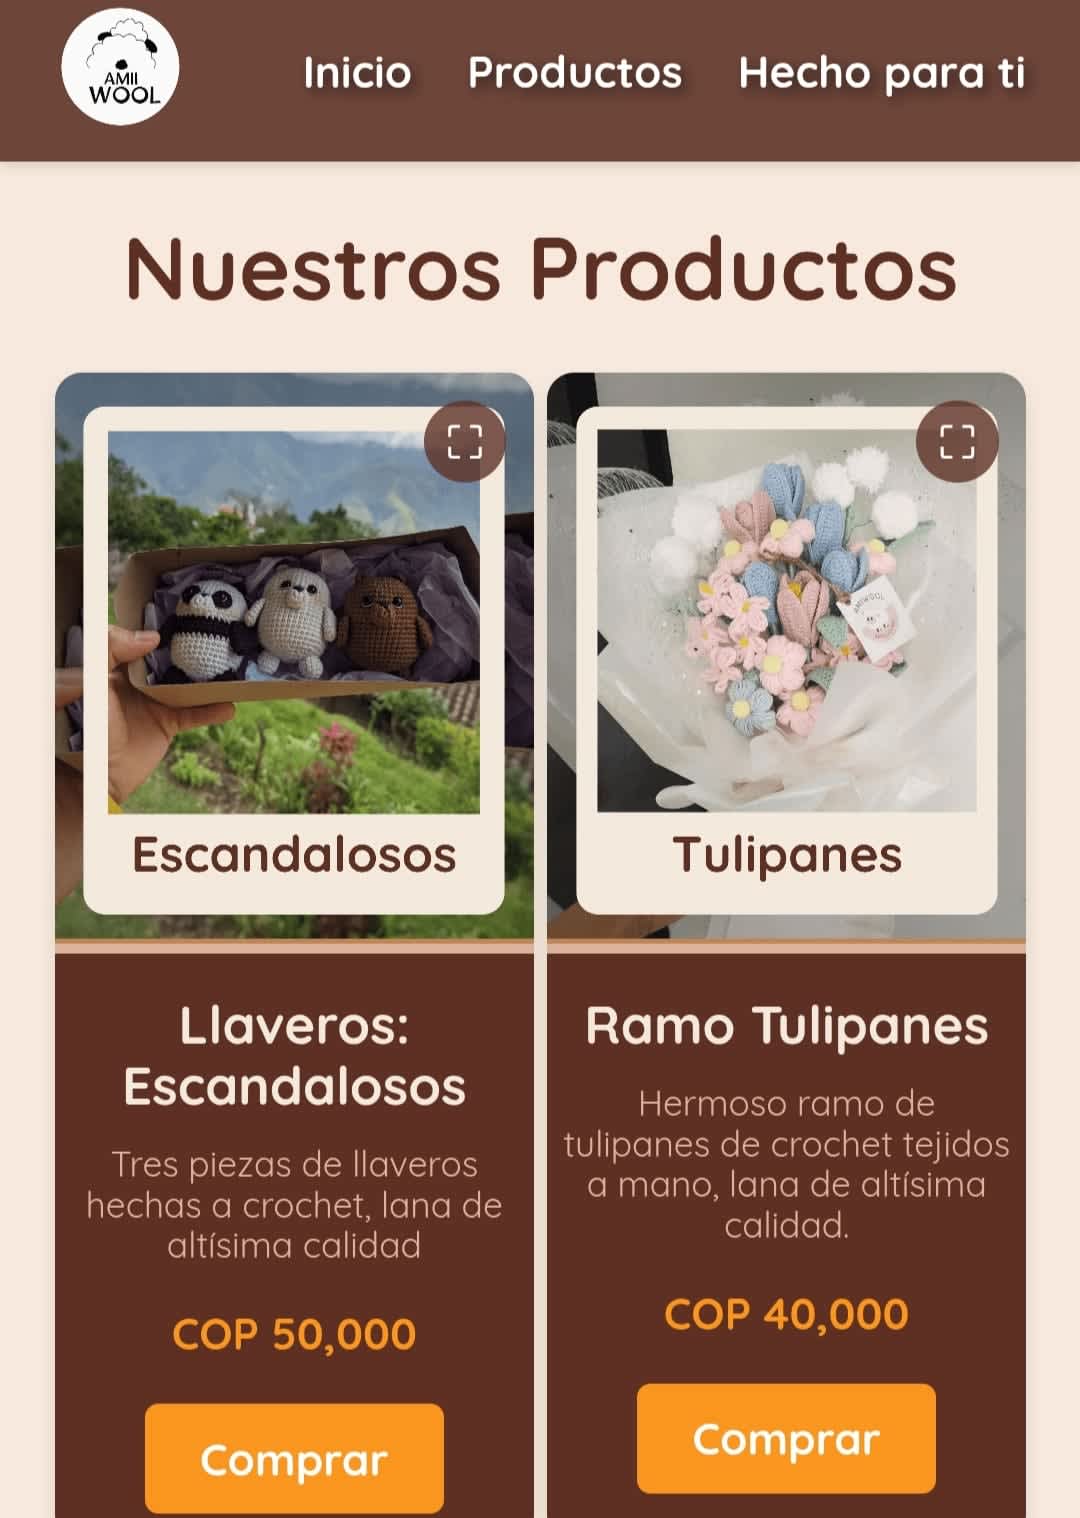 AMII
WOOL
Inicio Productos Hecho para ti
Nuestros Productos
Escandalosos
Llaveros:
Escandalosos
Tres piezas de llaveros
hechas a crochet, lana de
altísima calidad
COP 50,000
Comprar
AMIWOOL
Tulipanes
Ramo Tulipanes
Hermoso ramo de
tulipanes de crochet tejidos
a mano, lana de altísima
calidad.
COP 40,000
Comprar